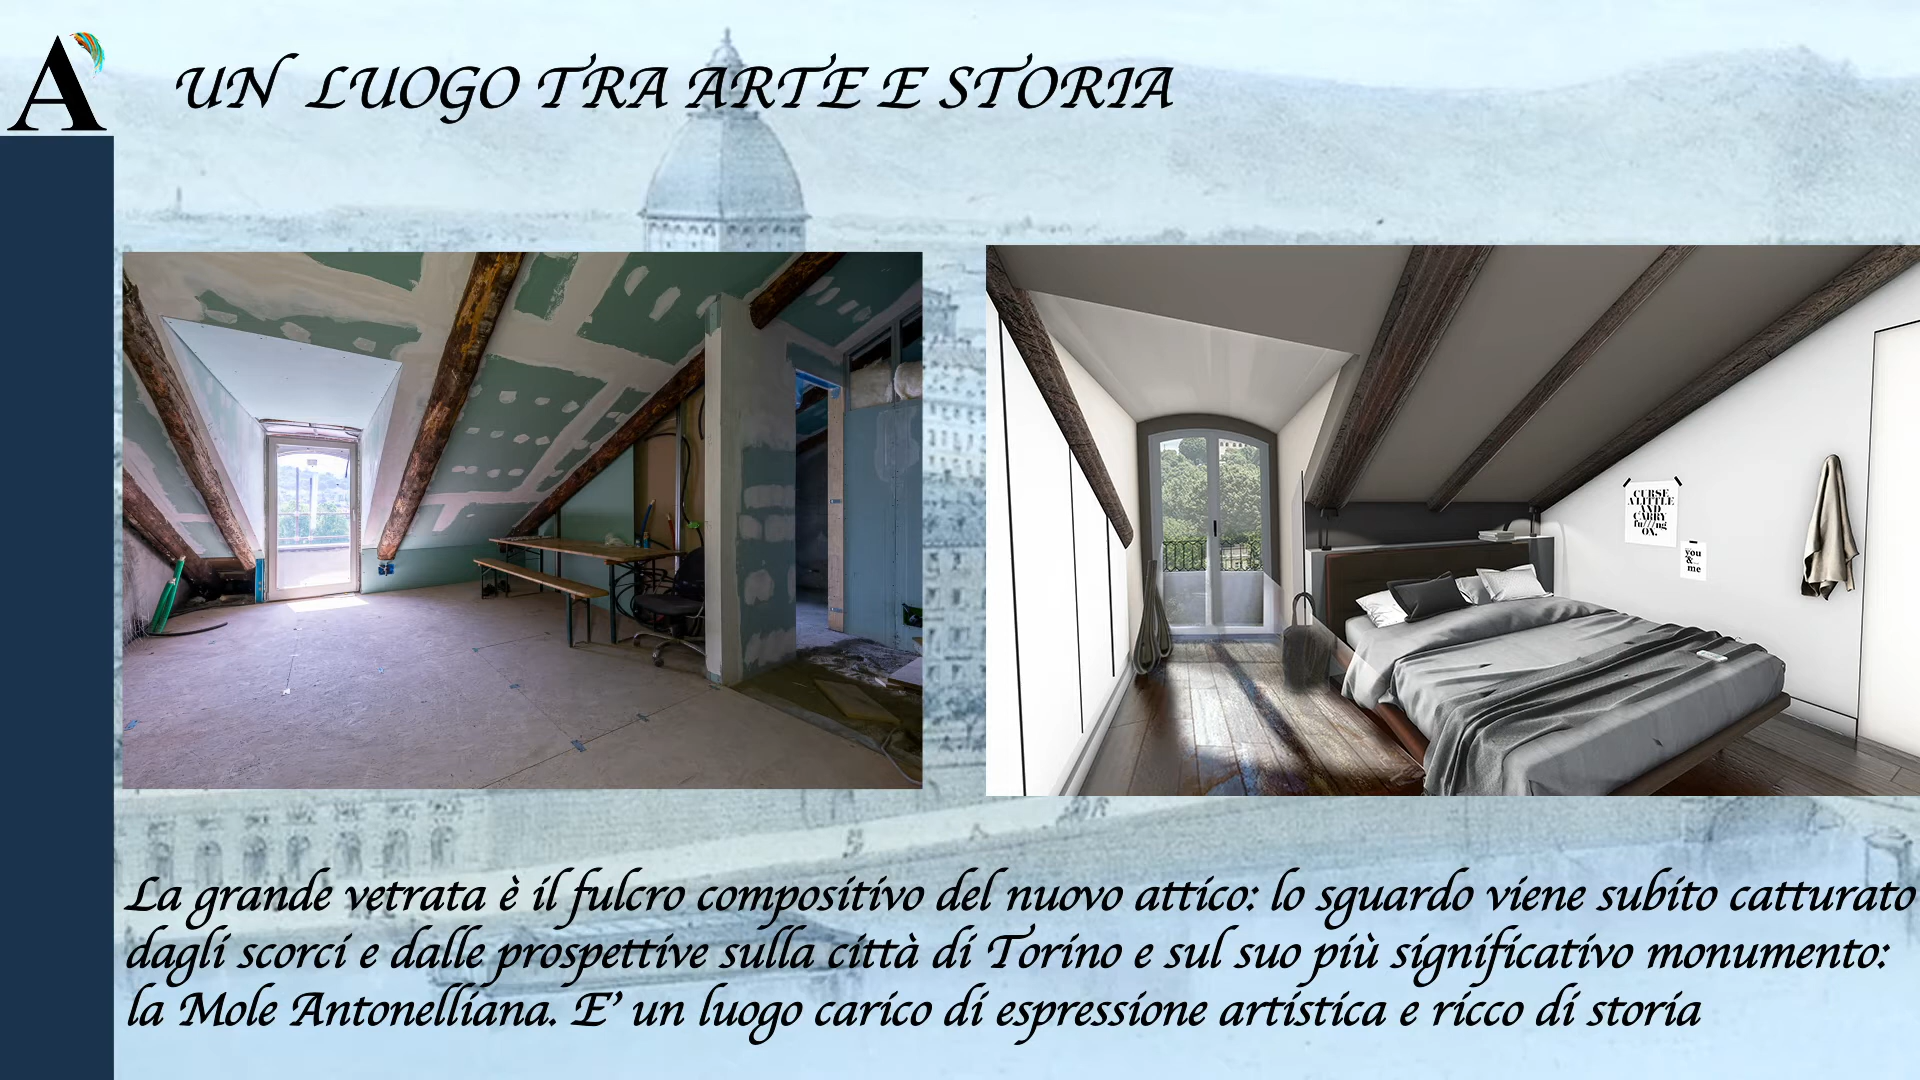 A
UN LUOGO TRA ARTE E STORIA
CURSE
A LITTLE
AND
CARRY
fu///ng
ON.
you
&
me
La grande vetrata è il fulcro compositivo del nuovo attico: lo sguardo viene subito catturato
dagli scorci e dalle prospettive sulla città di Torino e sul suo più significativo monumento:
la Mole Antonelliana. E’ un luogo carico di espressione artistica e ricco di storia